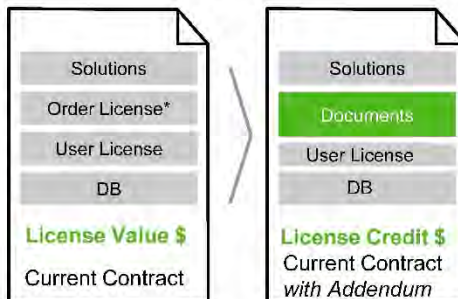 Solutions
Order License*
User License
DB
License Value $
Current Contract
Solutions
Documents
User License
DB
License Credit $
Current Contract
with Addendum